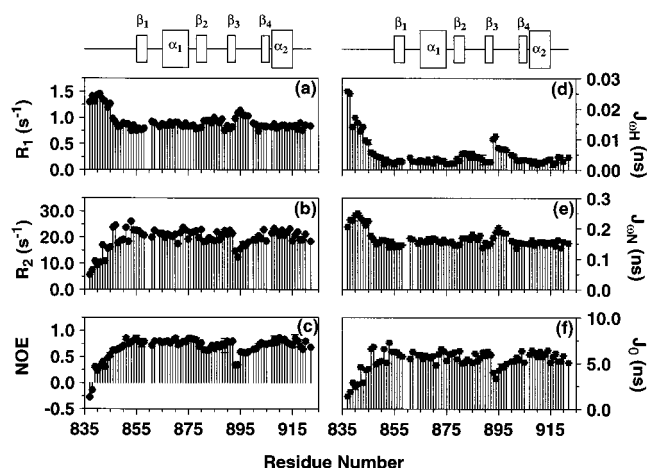 β1 β2 β3 β4 β1 β2 β3 β4
α1 α2 α1 α2
(a) (d)
R1 (s-1) 1.5 1.0 0.5 0.0
0.03 0.02 0.01 0.00 JωH (ns)
(b) (e)
R2 (s-1) 30.0 20.0 10.0 0.0
0.3 0.2 0.1 0.0 JωN (ns)
(c) (f)
NOE 1.0 0.5 0.0 -0.5
10.0 5.0 0.0 J0 (ns)
835 855 875 895 915 835 855 875 895 915
Residue Number